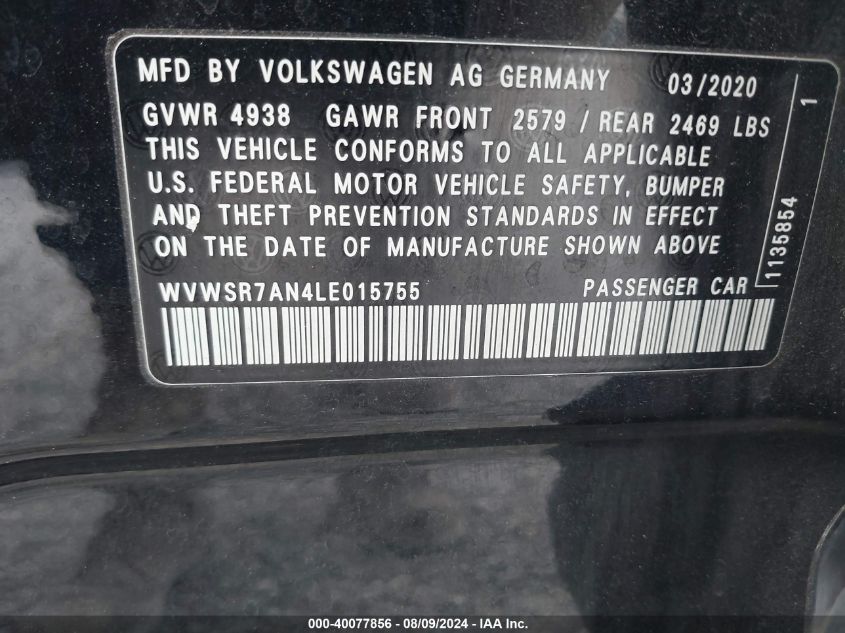 MFD BY VOLKSWAGEN AG GERMANY 03/2020
GVWR 4938 GAWR FRONT 2579 / REAR 2469 LBS
THIS VEHICLE CONFORMS TO ALL APPLICABLE
U.S. FEDERAL MOTOR VEHICLE SAFETY, BUMPER
AND THEFT PREVENTION STANDARDS IN EFFECT
ON THE DATE OF MANUFACTURE SHOWN ABOVE
WVWSR7AN4LE015755 PASSENGER CAR
1135854
1
000-40077856 - 08/09/2024 - IAA Inc.